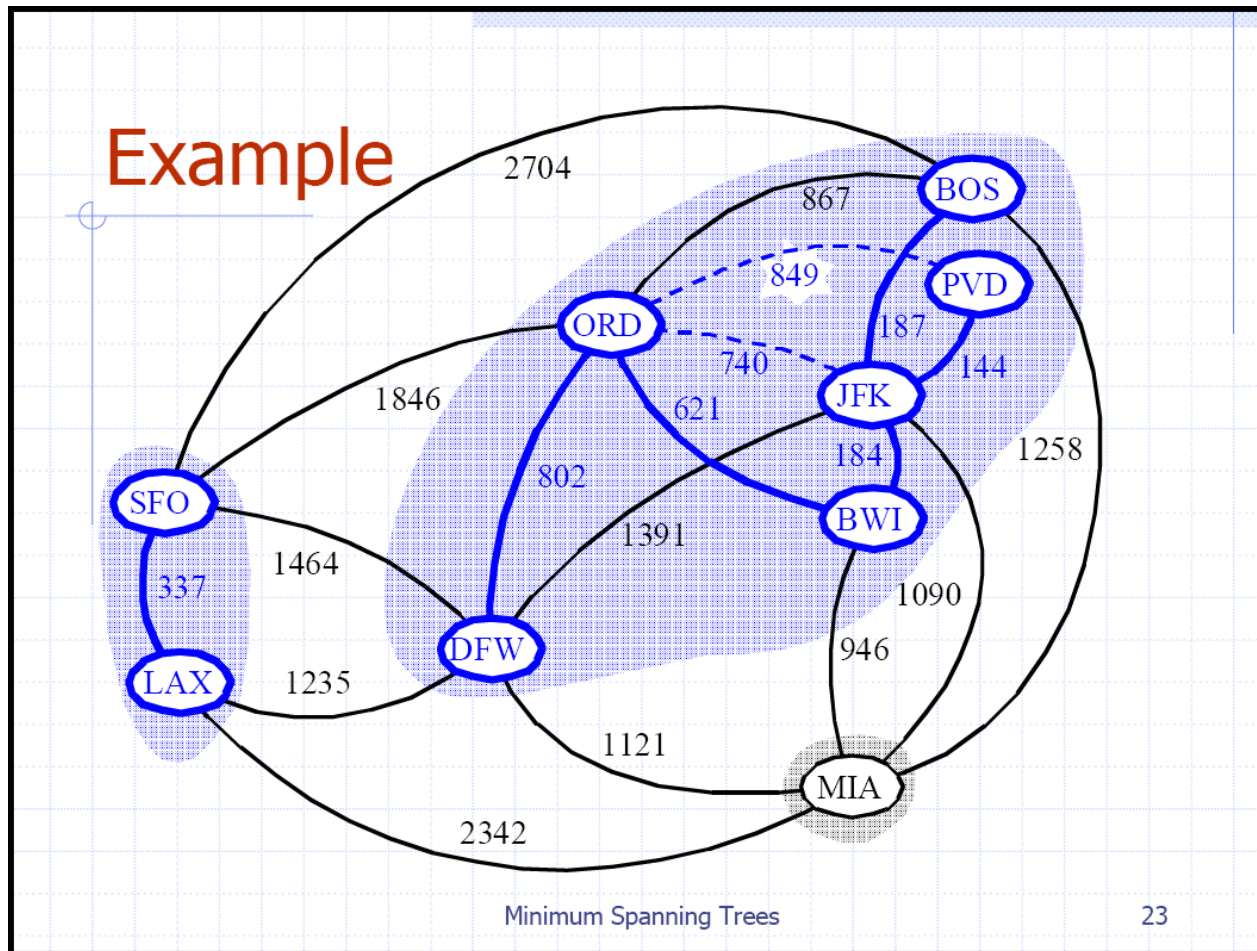 Example
2704
867
BOS
849
PVD
ORD
187
740
144
JFK
1846
621
184
1258
802
SFO
BWI
1391
1464
337
1090
DFW
946
LAX
1235
1121
MIA
2342
Minimum Spanning Trees
23